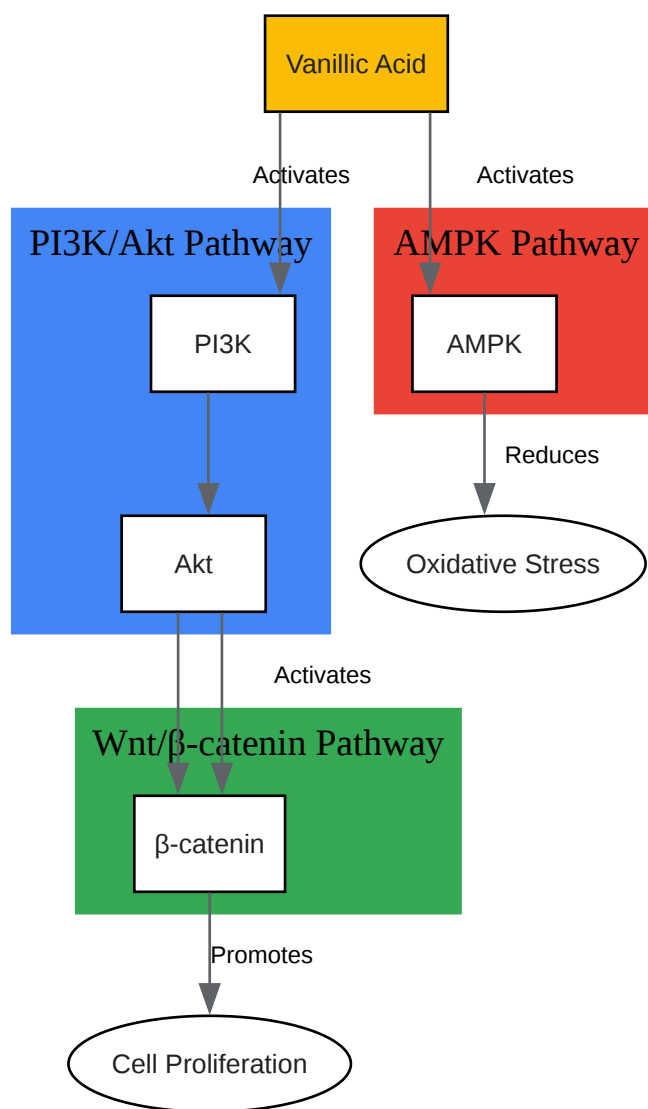 Vanillic Acid
Activates
Activates
PI3K/Akt Pathway
AMPK Pathway
PI3K
AMPK
Reduces
Akt
Oxidative Stress
Activates
Wnt/β-catenin Pathway
β-catenin
Promotes
Cell Proliferation